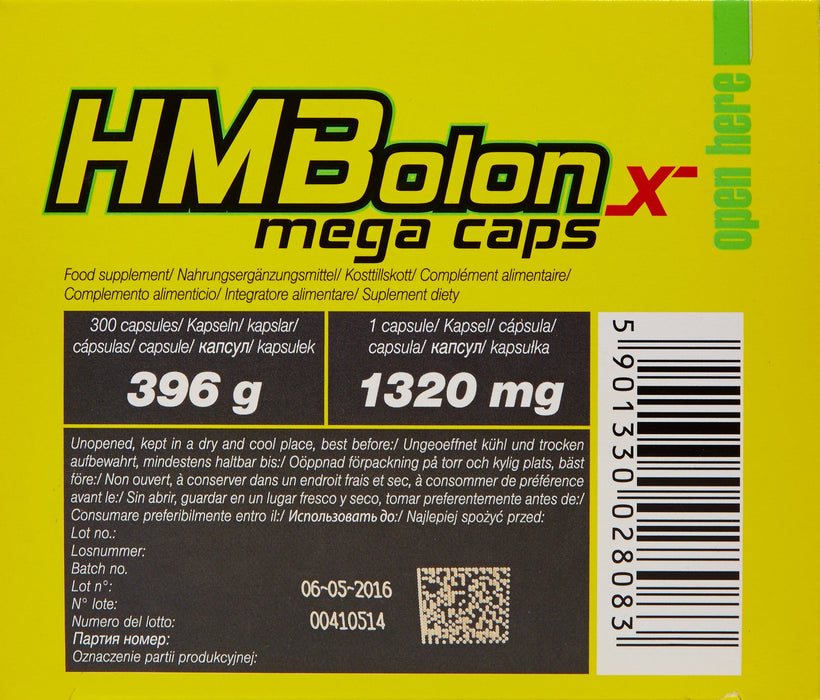 open here
HMBolon x
mega caps
Food supplement/ Nahrungsergänzungsmittel/ Kosttillskott/ Complément alimentaire/
Complemento alimenticio/ Integratore alimentare/ Suplement diety
300 capsules/ Kapseln/ kapslar/
cápsulas/ capsule/ капсул/ kapsułek
396 g
1 capsule/ Kapsel/ cápsula/
capsula/ капсул/ kapsułka
1320 mg
Unopened, kept in a dry and cool place, best before:/ Ungeoeffnet kühl und trocken
aufbewahrt, mindestens haltbar bis:/ Oöppnad förpackning på torr och kylig plats, bäst
före:/ Non ouvert, à conserver dans un endroit frais et sec, à consommer de préférence
avant le:/ Sin abrir, guardar en un lugar fresco y seco, tomar preferentemente antes de:/
Consumare preferibilmente entro il:/ Использовать до:/ Najlepiej spożyć przed:
Lot no.:
Losnummer:
Batch no.
Lot n°:
N° lote:
Numero del lotto:
Партия номер:
Oznaczenie partii produkcyjnej:
06-05-2016
00410514
5 901330 028083